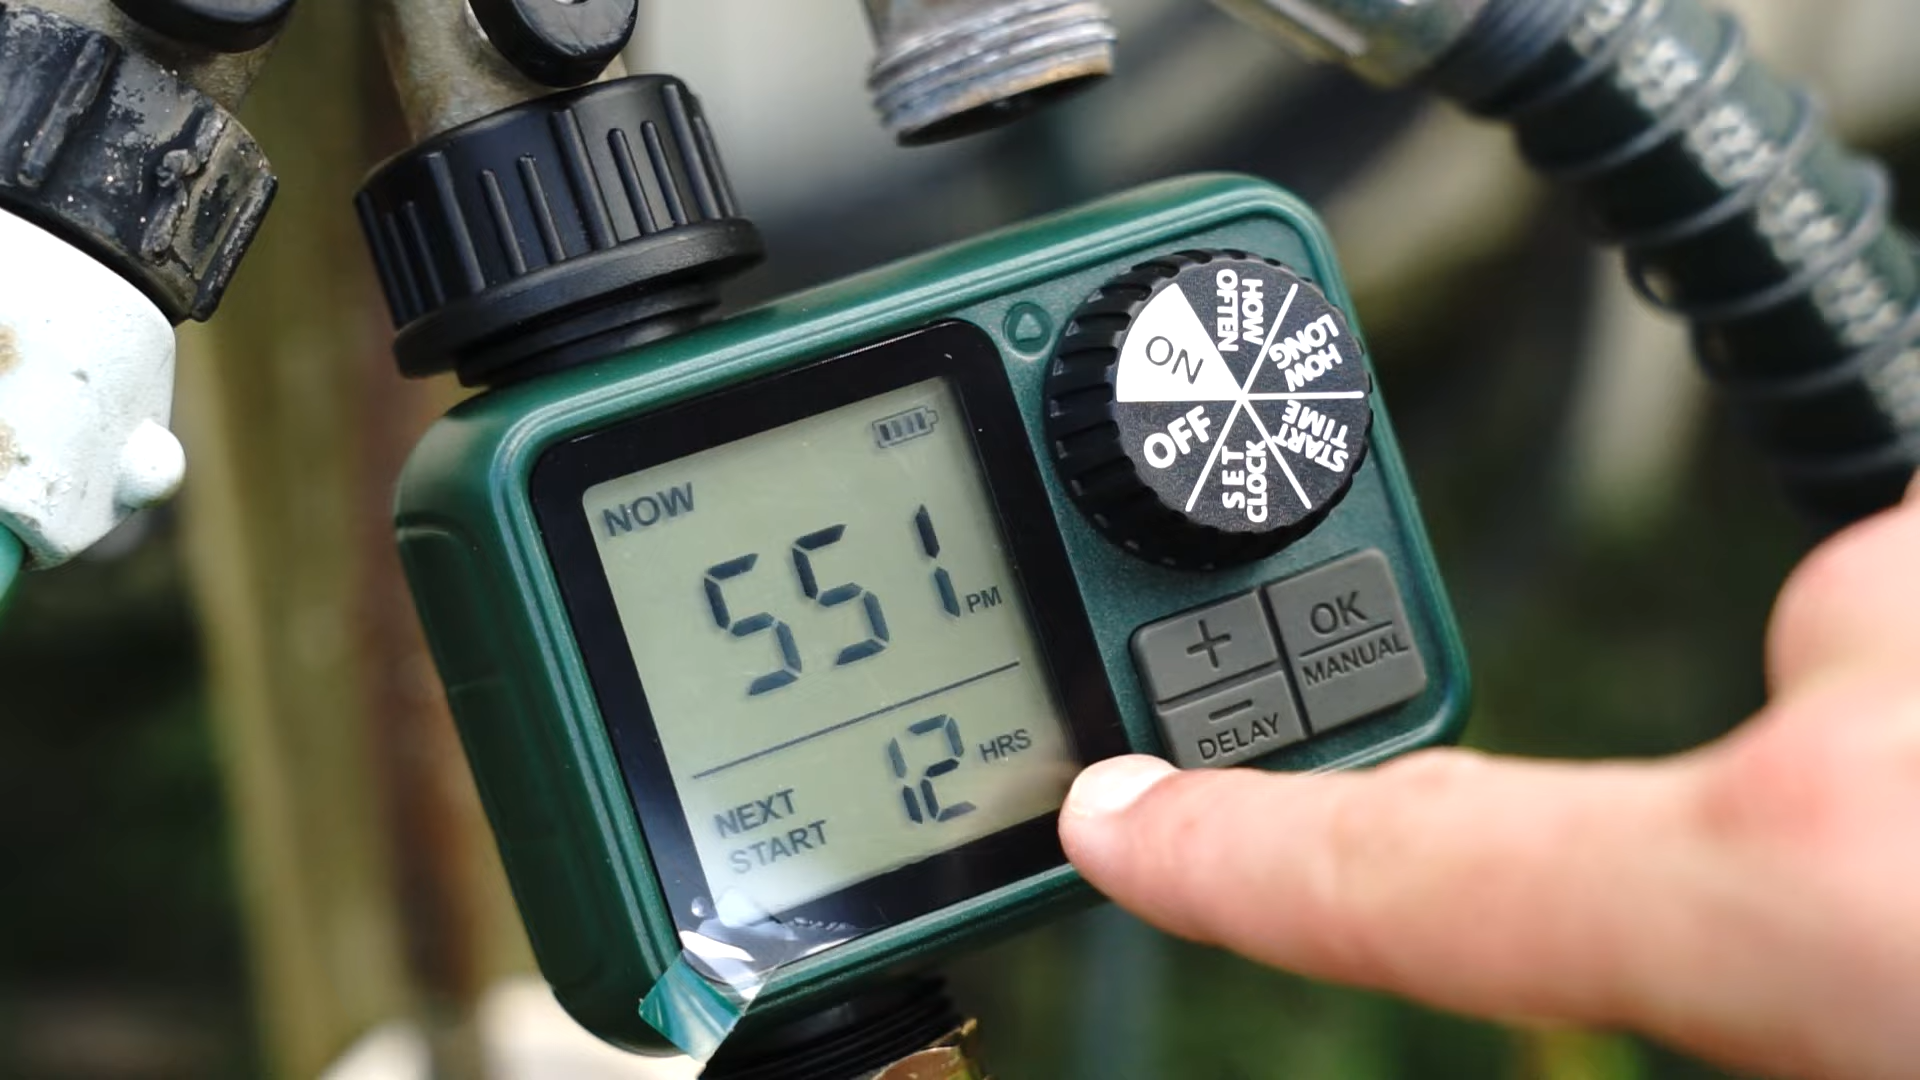 NOW
551 PM
12 HRS
NEXT
START
ON
HOW
OFTEN
HOW
LONG
START
TIME
SET
CLOCK
OFF
+
OK
MANUAL
−
DELAY